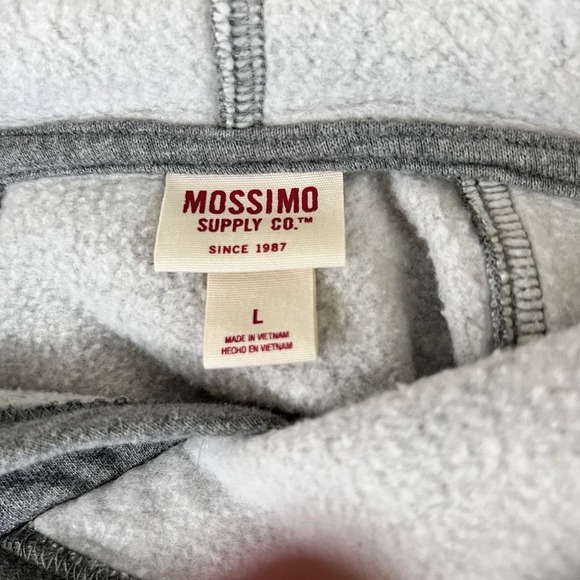 MOSSIMO
SUPPLY CO.™
SINCE 1987
L
MADE IN VIETNAM
HECHO EN VIETNAM